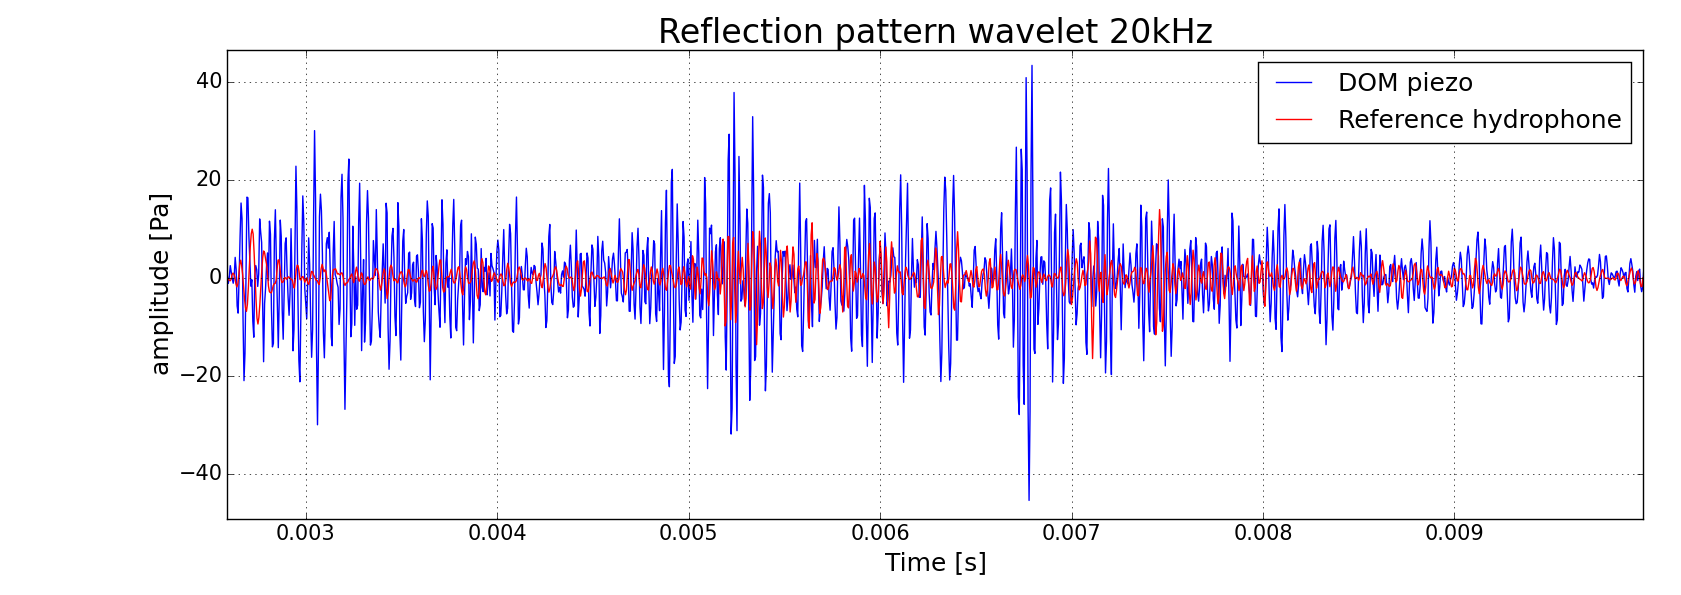 Reflection pattern wavelet 20kHz
DOM piezo
Reference hydrophone
amplitude [Pa]
40
20
0
−20
−40
0.003 0.004 0.005 0.006 0.007 0.008 0.009
Time [s]